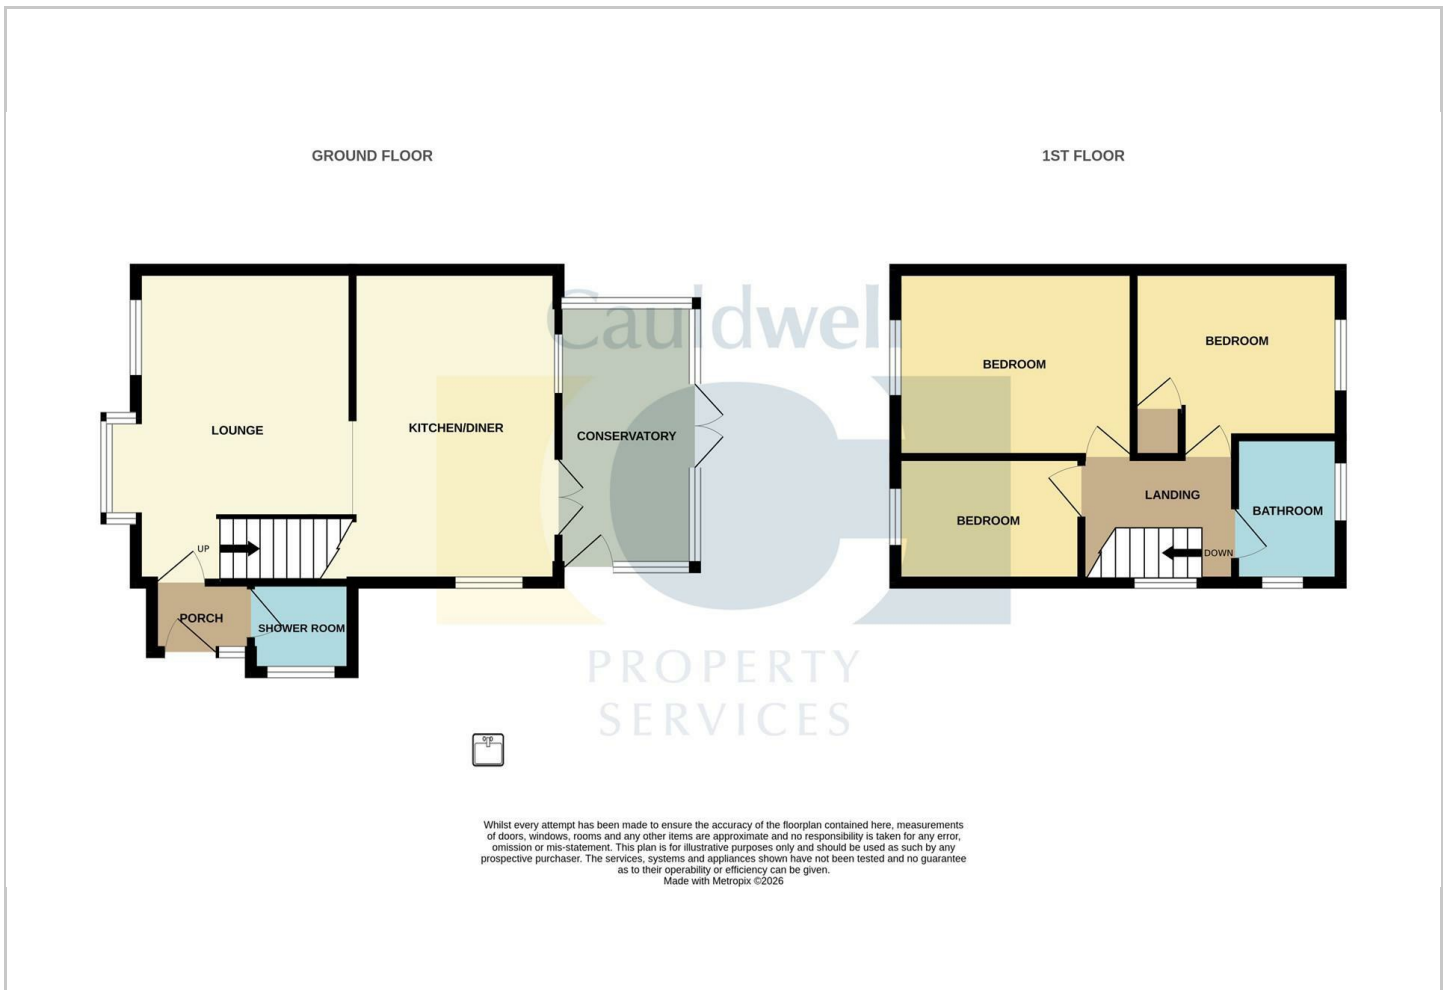 GROUND FLOOR
1ST FLOOR
Cauldwell
LOUNGE
KITCHEN/DINER
CONSERVATORY
UP
PORCH
SHOWER ROOM
BEDROOM
BEDROOM
BEDROOM
LANDING
BATHROOM
DOWN
PROPERTY
SERVICES
Whilst every attempt has been made to ensure the accuracy of the floorplan contained here, measurements
of doors, windows, rooms and any other items are approximate and no responsibility is taken for any error,
omission or mis-statement. This plan is for illustrative purposes only and should be used as such by any
prospective purchaser. The services, systems and appliances shown have not been tested and no guarantee
as to their operability or efficiency can be given.
Made with Metropix ©2026